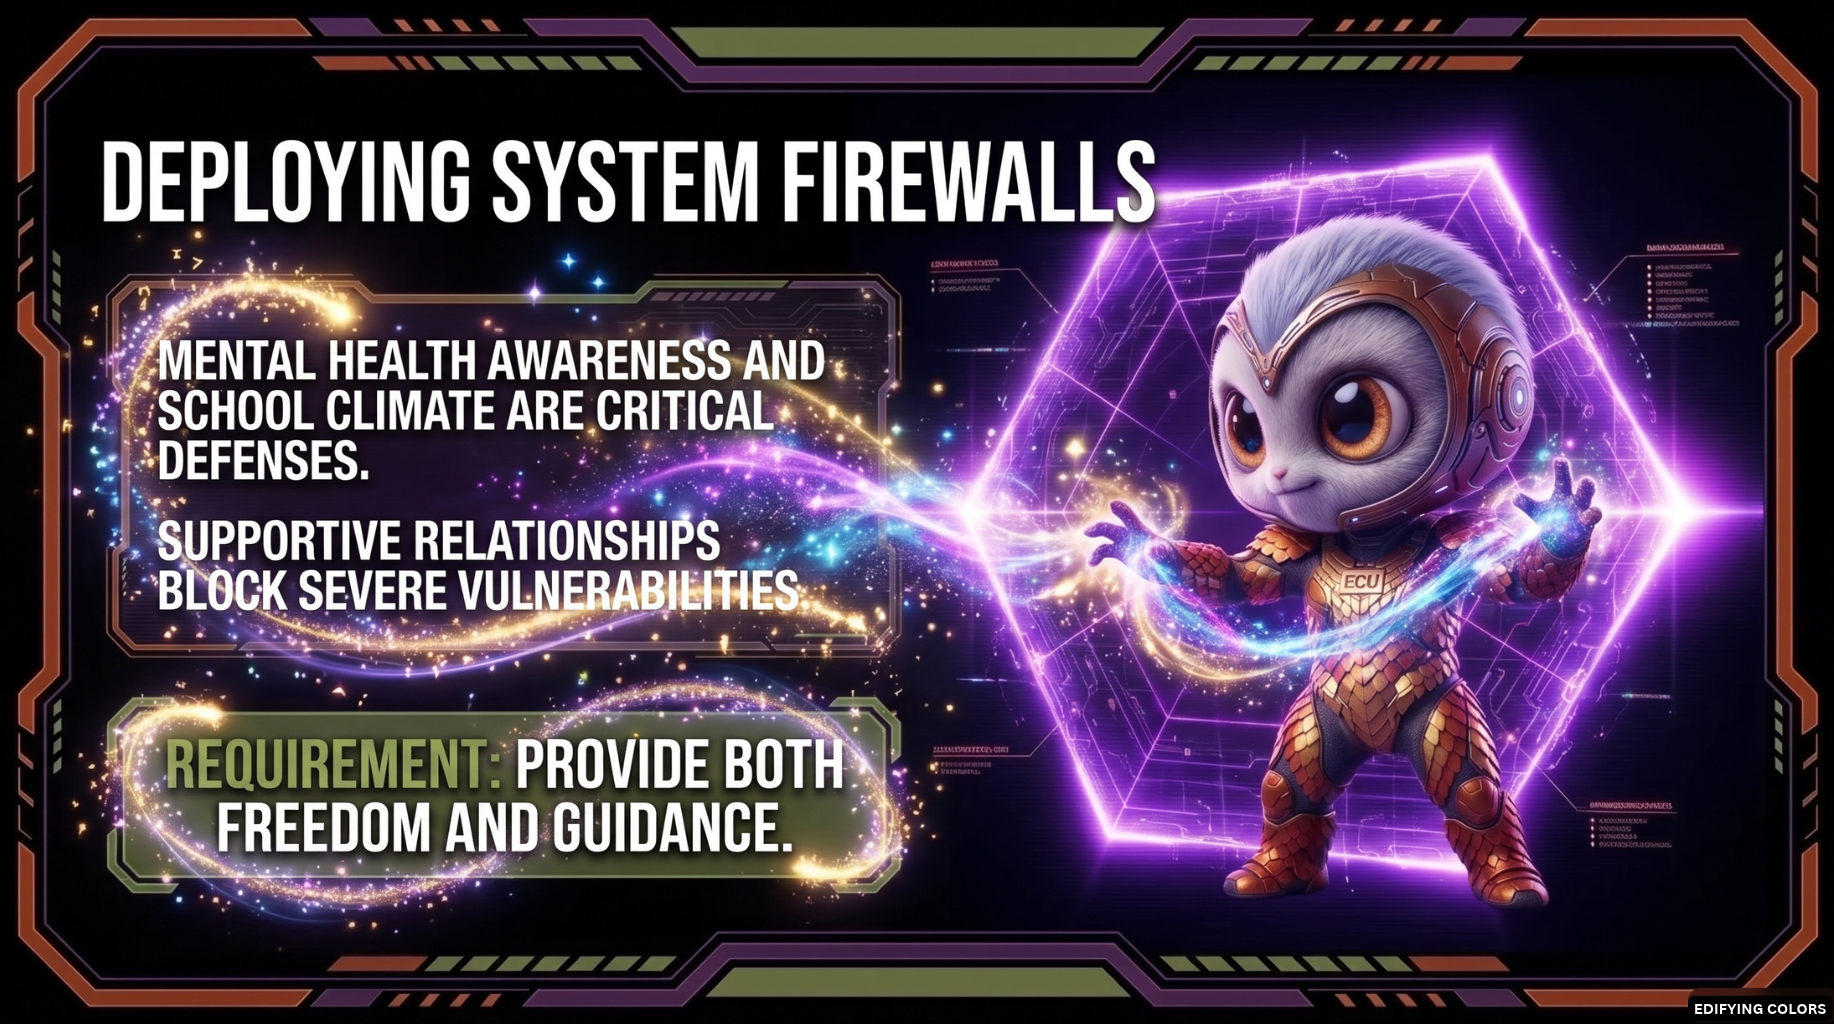 DEPLOYING SYSTEM FIREWALLS
MENTAL HEALTH AWARENESS AND
SCHOOL CLIMATE ARE CRITICAL
DEFENSES.
SUPPORTIVE RELATIONSHIPS
BLOCK SEVERE VULNERABILITIES.
REQUIREMENT: PROVIDE BOTH
FREEDOM AND GUIDANCE.
ECU
EDIFYING COLORS